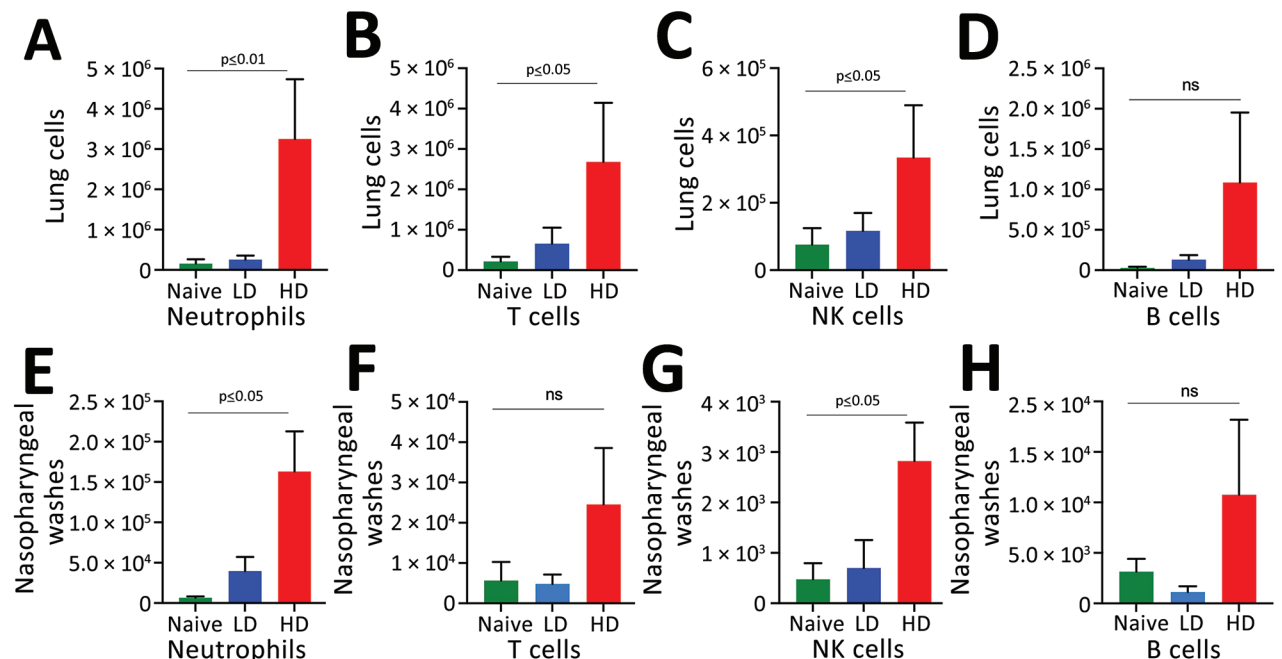 A
Lung cells
5 × 10⁶
4 × 10⁶
3 × 10⁶
2 × 10⁶
1 × 10⁶
0
p≤0.01
Naive LD HD
Neutrophils
B
Lung cells
5 × 10⁶
4 × 10⁶
3 × 10⁶
2 × 10⁶
1 × 10⁶
0
p≤0.05
Naive LD HD
T cells
C
Lung cells
6 × 10⁵
4 × 10⁵
2 × 10⁵
0
p≤0.05
Naive LD HD
NK cells
D
Lung cells
2.5 × 10⁶
2.0 × 10⁶
1.5 × 10⁶
1.0 × 10⁶
5.0 × 10⁵
0
ns
Naive LD HD
B cells
E
Nasopharyngeal
washes
2.5 × 10⁵
2.0 × 10⁵
1.5 × 10⁵
1.0 × 10⁵
5.0 × 10⁴
0
p≤0.05
Naive LD HD
Neutrophils
F
Nasopharyngeal
washes
5 × 10⁴
4 × 10⁴
3 × 10⁴
2 × 10⁴
1 × 10⁴
0
ns
Naive LD HD
T cells
G
Nasopharyngeal
washes
4 × 10³
3 × 10³
2 × 10³
1 × 10³
0
p≤0.05
Naive LD HD
NK cells
H
Nasopharyngeal
washes
2.5 × 10⁴
1.5 × 10⁴
1.0 × 10⁴
5.0 × 10³
0
ns
Naive LD HD
B cells